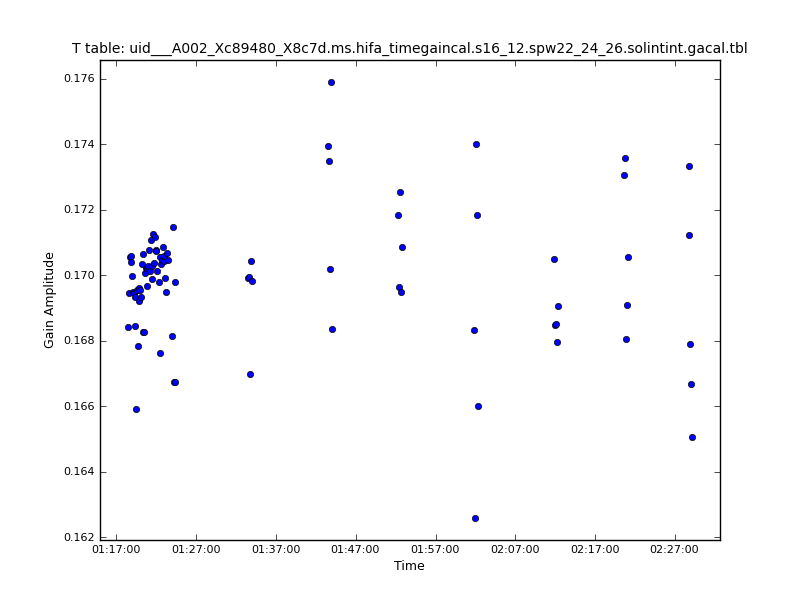 T table: uid___A002_Xc89480_X8c7d.ms.hifa_timegaincal.s16_12.spw22_24_26.solintint.gacal.tbl
0.176
0.174
0.172
0.170
0.168
0.166
0.164
0.162
Gain Amplitude
01:17:00 01:27:00 01:37:00 01:47:00 01:57:00 02:07:00 02:17:00 02:27:00
Time